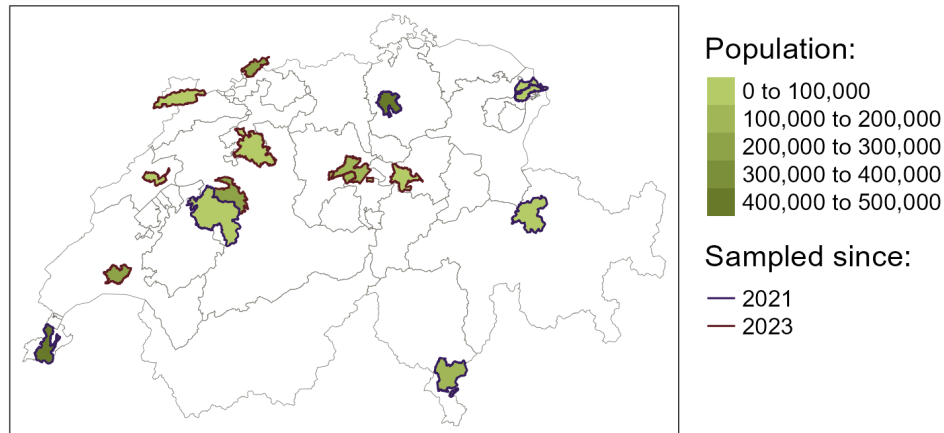 Population:
0 to 100,000
100,000 to 200,000
200,000 to 300,000
300,000 to 400,000
400,000 to 500,000
Sampled since:
2021
2023